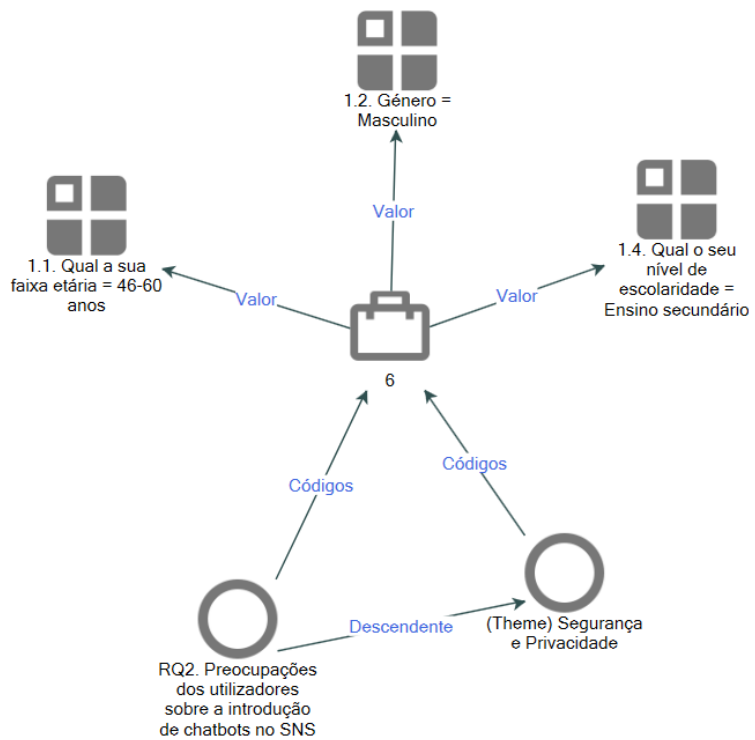 1.2. Género =
Masculino
Valor
1.1. Qual a sua
faixa etária = 46-60
anos
Valor
1.4. Qual o seu
nível de
escolaridade =
Ensino secundário
Valor
6
Códigos
Códigos
Descendente
(Theme) Segurança
e Privacidade
RQ2. Preocupações
dos utilizadores
sobre a introdução
de chatbots no SNS